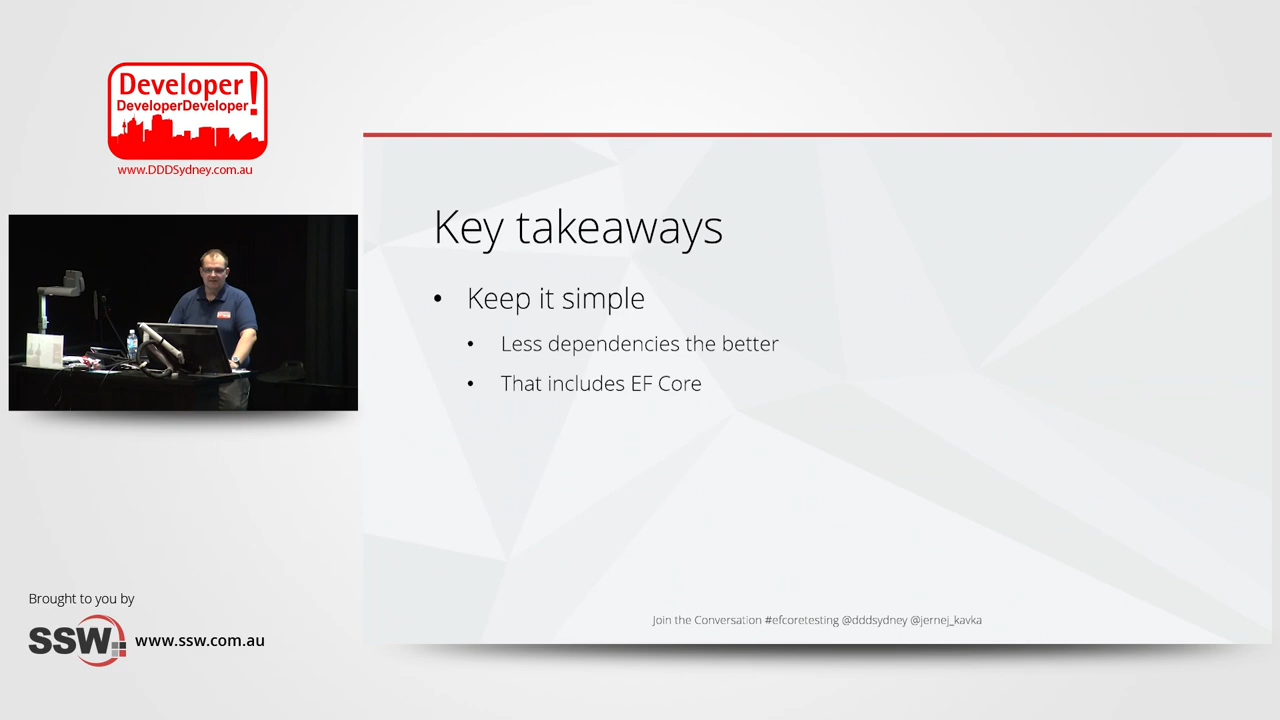 Developer!
DeveloperDeveloper
www.DDDSydney.com.au
Key takeaways
• Keep it simple
• Less dependencies the better
• That includes EF Core
Join the Conversation #efcoretesting @dddsydney @jernej_kavka
Brought to you by
SSW www.ssw.com.au